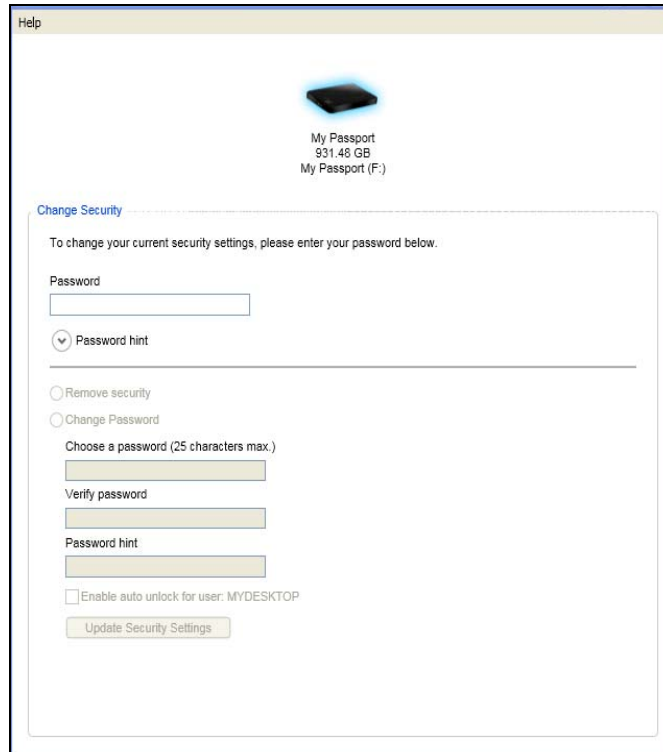 Help
My Passport
931.48 GB
My Passport (F:)
Change Security
To change your current security settings, please enter your password below.
Password
Password hint
Remove security
Change Password
Choose a password (25 characters max.)
Verify password
Password hint
Enable auto unlock for user: MYDESKTOP
Update Security Settings